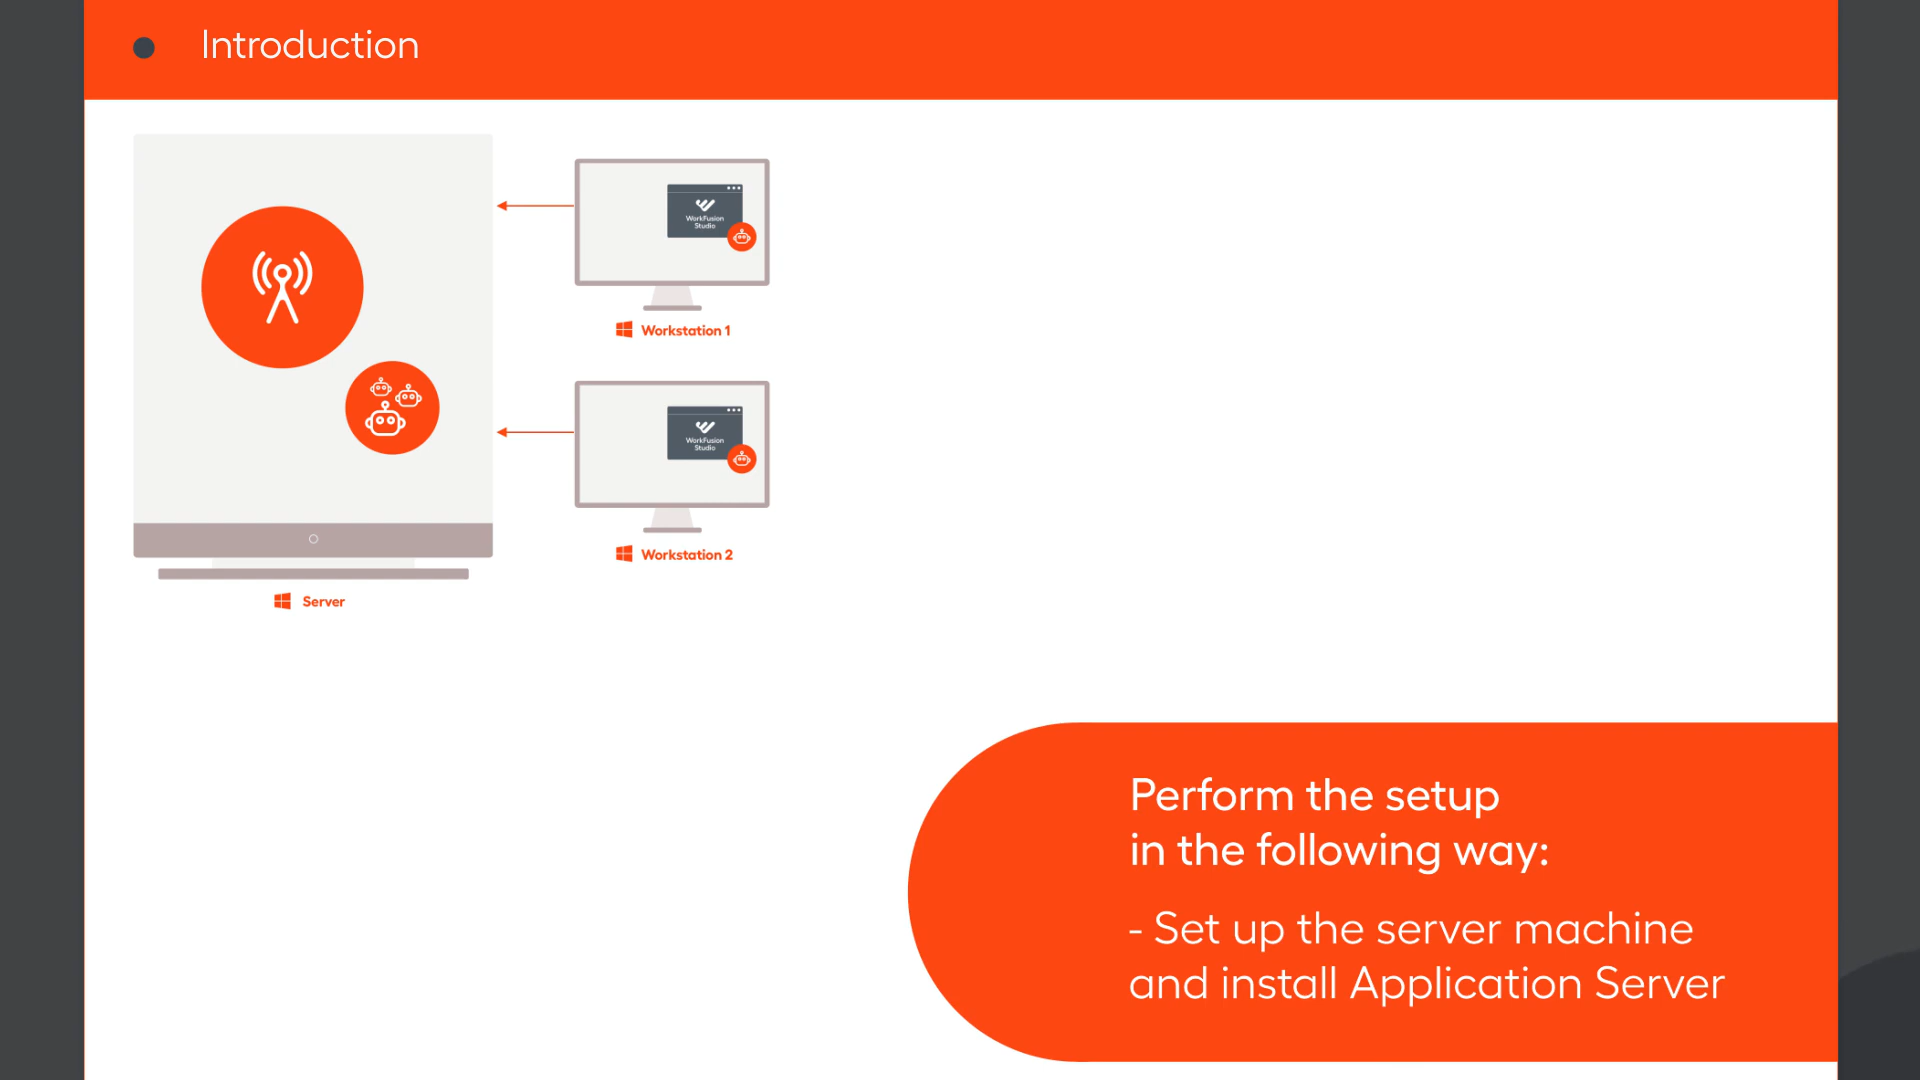 Introduction
WorkFusion
Studio
Workstation 1
WorkFusion
Studio
Workstation 2
Server
Perform the setup
in the following way:
- Set up the server machine
and install Application Server